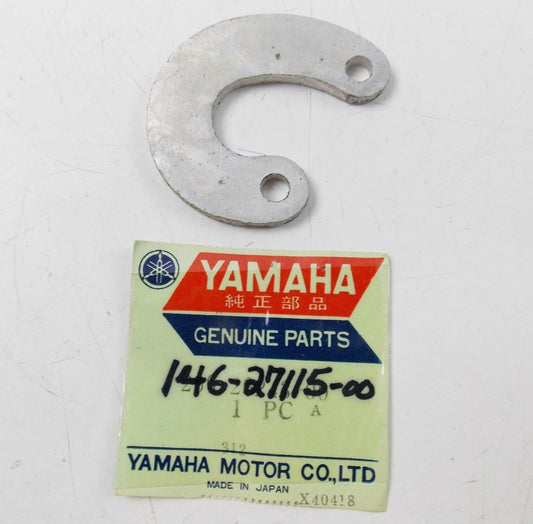 YAMAHA
純正部品
GENUINE PARTS
146-27115-00
1 PC A
312
YAMAHA MOTOR CO.,LTD
MADE IN JAPAN
X40418